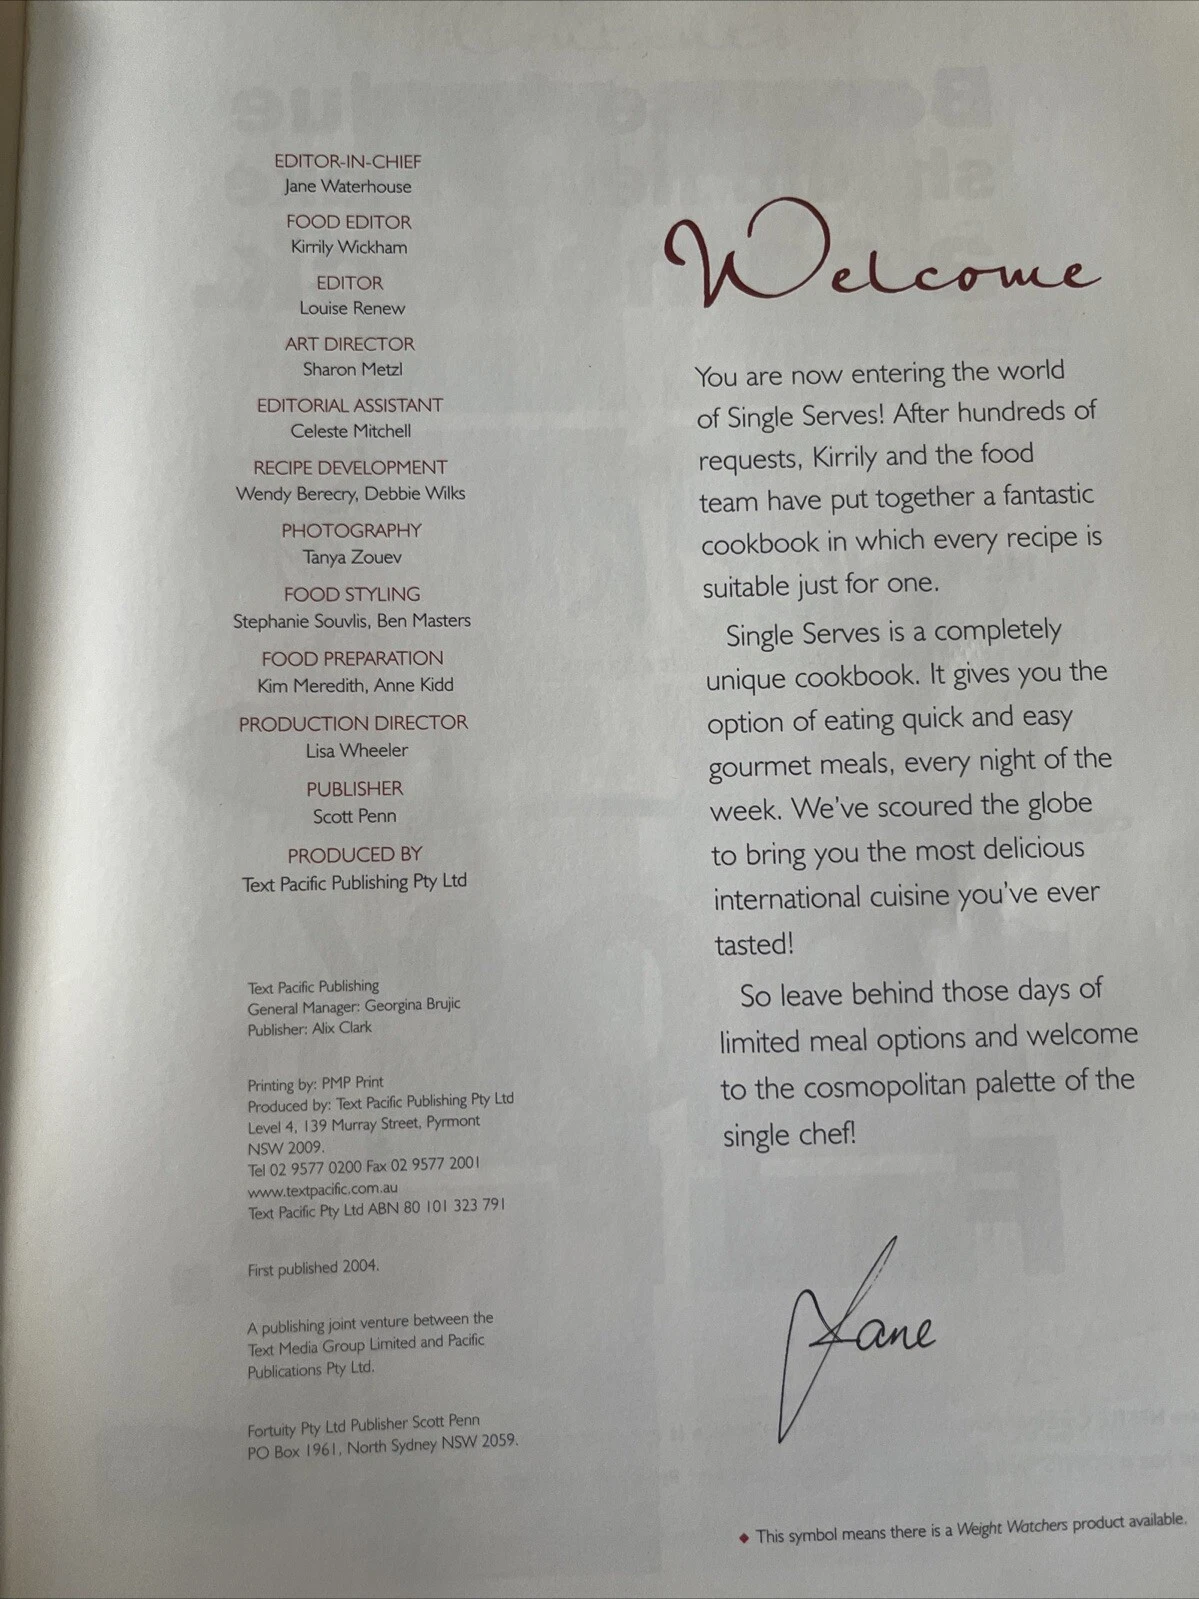 EDITOR-IN-CHIEF
Jane Waterhouse
FOOD EDITOR
Kirrily Wickham
EDITOR
Louise Renew
ART DIRECTOR
Sharon Metzl
EDITORIAL ASSISTANT
Celeste Mitchell
RECIPE DEVELOPMENT
Wendy Berecry, Debbie Wilks
PHOTOGRAPHY
Tanya Zouev
FOOD STYLING
Stephanie Souvlis, Ben Masters
FOOD PREPARATION
Kim Meredith, Anne Kidd
PRODUCTION DIRECTOR
Lisa Wheeler
PUBLISHER
Scott Penn
PRODUCED BY
Text Pacific Publishing Pty Ltd
Text Pacific Publishing
General Manager: Georgina Brujic
Publisher: Alix Clark
Printing by: PMP Print
Produced by: Text Pacific Publishing Pty Ltd
Level 4, 139 Murray Street, Pyrmont
NSW 2009.
Tel 02 9577 0200 Fax 02 9577 2001
www.textpacific.com.au
Text Pacific Pty Ltd ABN 80 101 323 791
First published 2004.
A publishing joint venture between the
Text Media Group Limited and Pacific
Publications Pty Ltd.
Fortuity Pty Ltd Publisher Scott Penn
PO Box 1961, North Sydney NSW 2059.
Welcome
You are now entering the world
of Single Serves! After hundreds of
requests, Kirrily and the food
team have put together a fantastic
cookbook in which every recipe is
suitable just for one.
Single Serves is a completely
unique cookbook. It gives you the
option of eating quick and easy
gourmet meals, every night of the
week. We've scoured the globe
to bring you the most delicious
international cuisine you've ever
tasted!
So leave behind those days of
limited meal options and welcome
to the cosmopolitan palette of the
single chef!
Jane
◆ This symbol means there is a Weight Watchers product available.